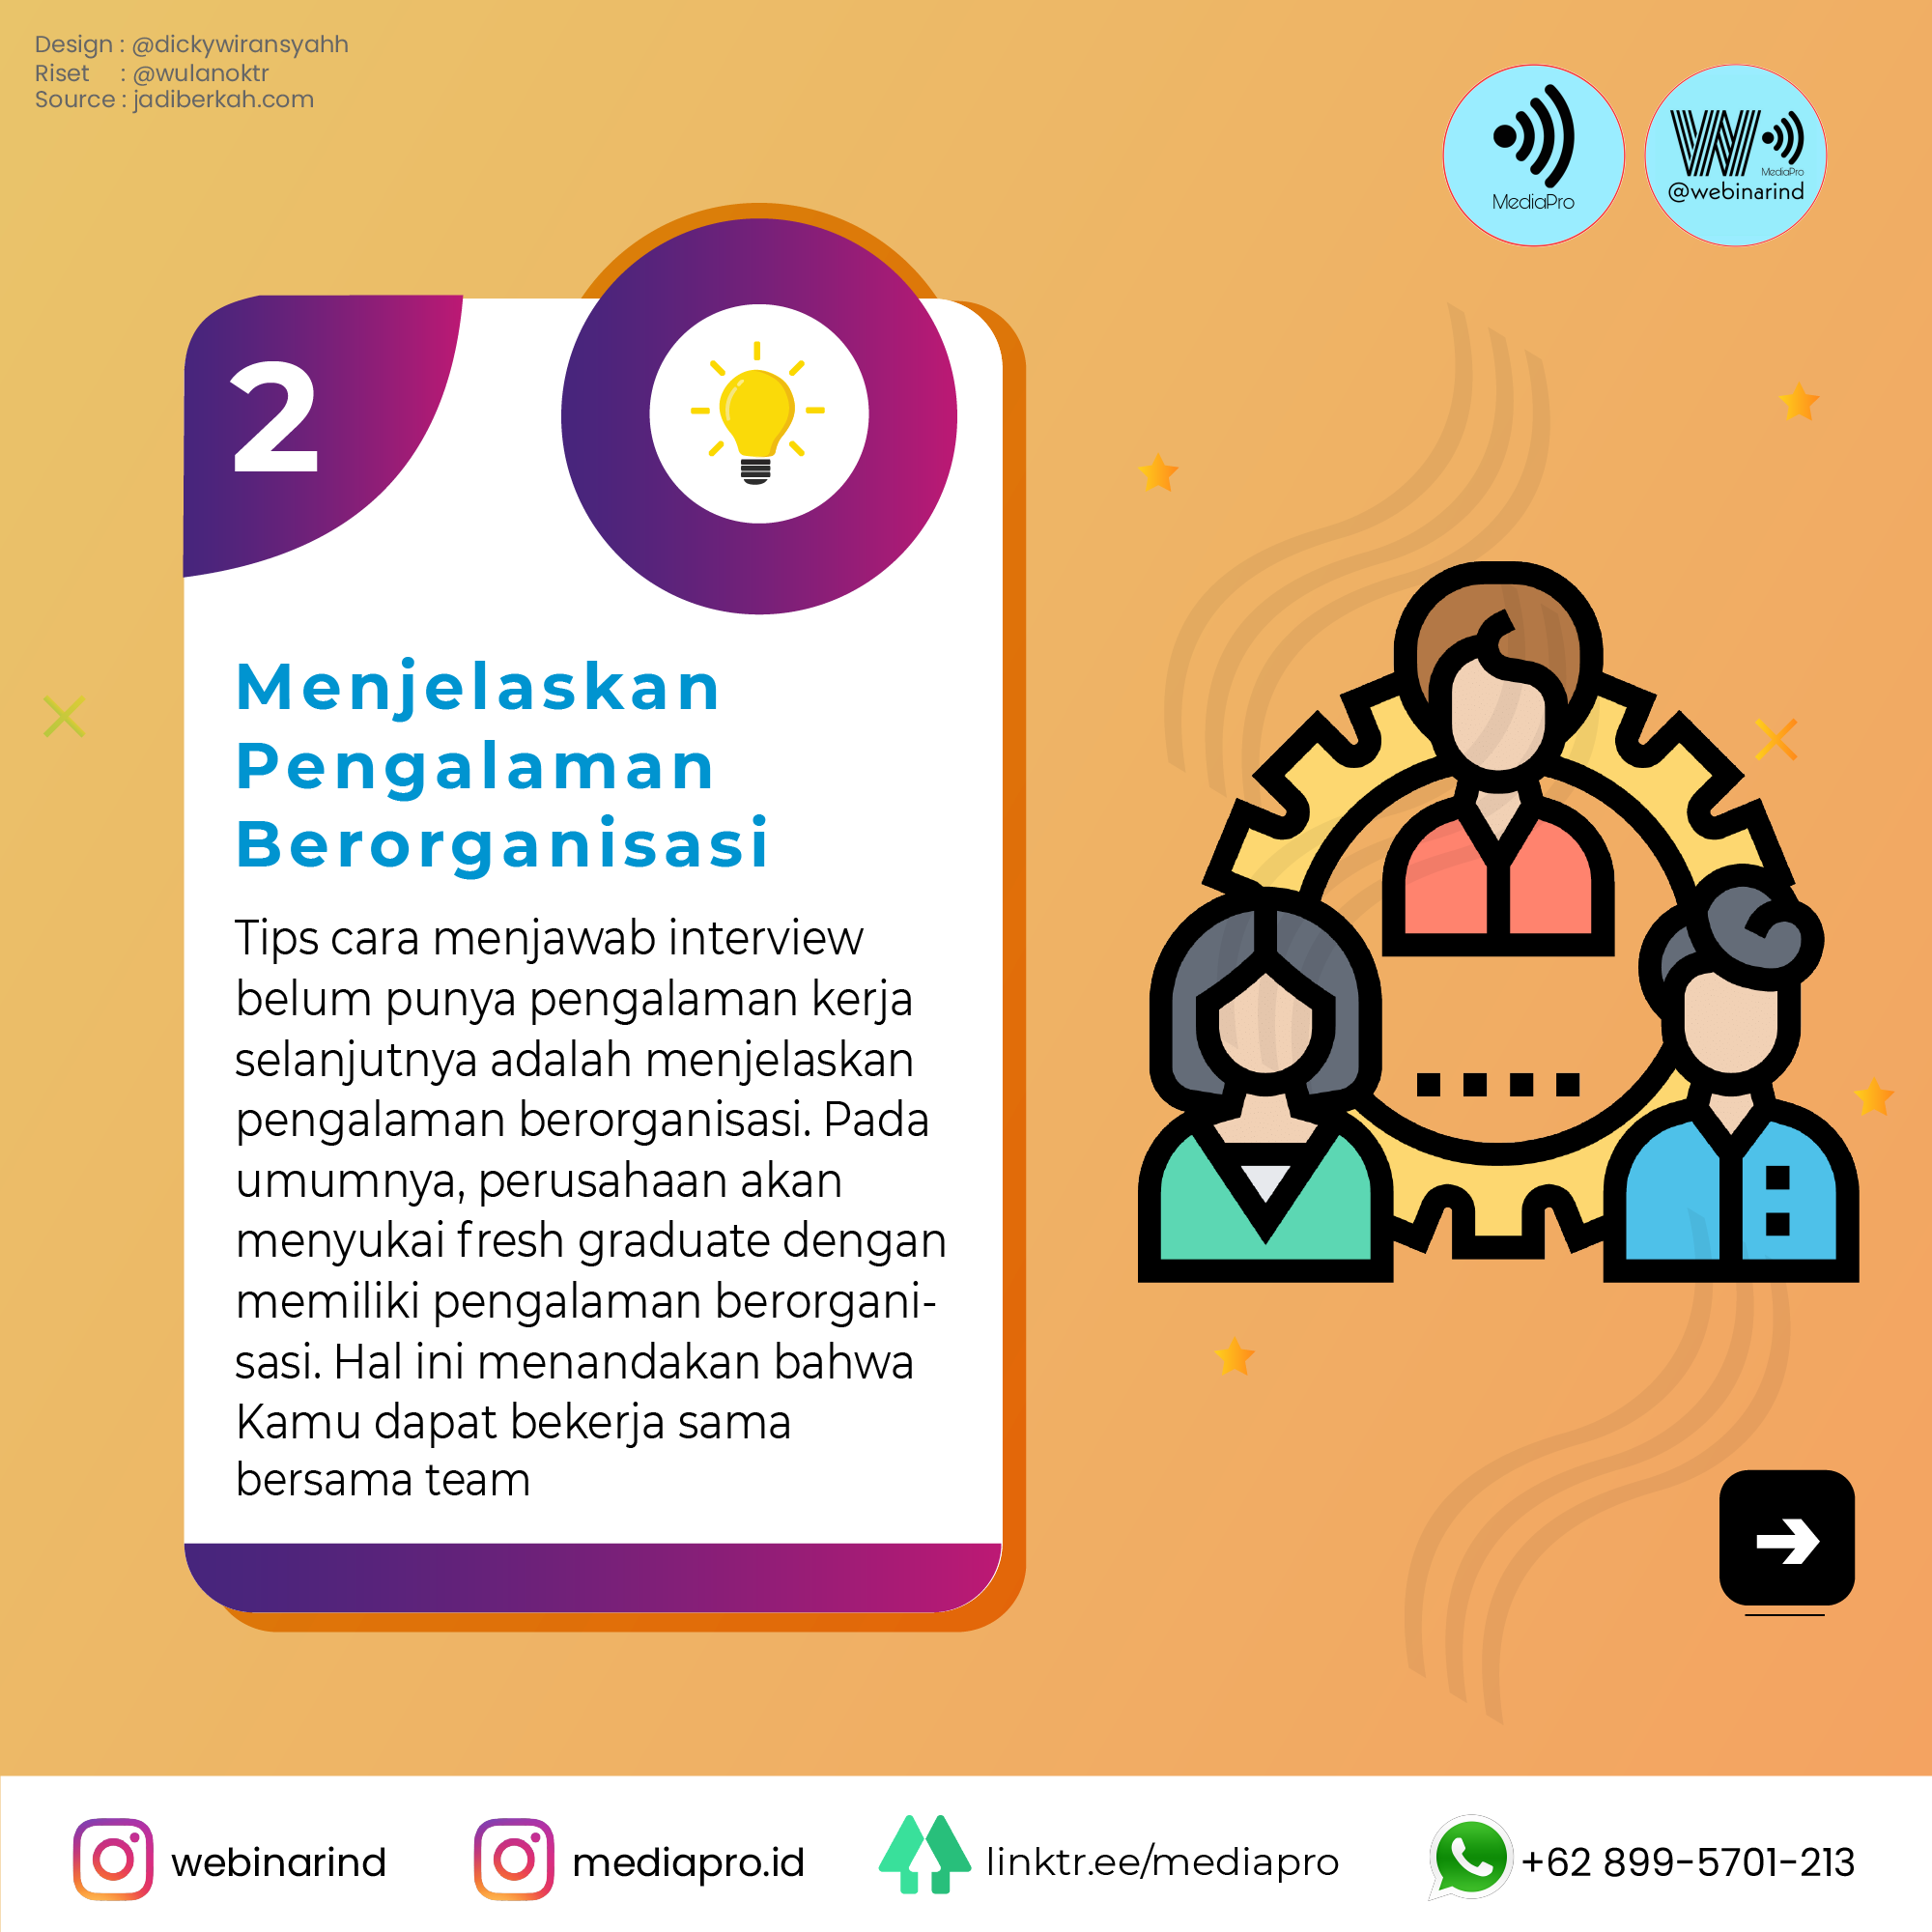 Design : @dickywiransyahh
Riset : @wulanoktr
Source : jadiberkah.com
MediaPro
W
MediaPro
@webinarind
2
Menjelaskan
Pengalaman
Berorganisasi
Tips cara menjawab interview
belum punya pengalaman kerja
selanjutnya adalah menjelaskan
pengalaman berorganisasi. Pada
umumnya, perusahaan akan
menyukai fresh graduate dengan
memiliki pengalaman berorgani-
sasi. Hal ini menandakan bahwa
Kamu dapat bekerja sama
bersama team
webinarind
mediapro.id
linktr.ee/mediapro
+62 899-5701-213